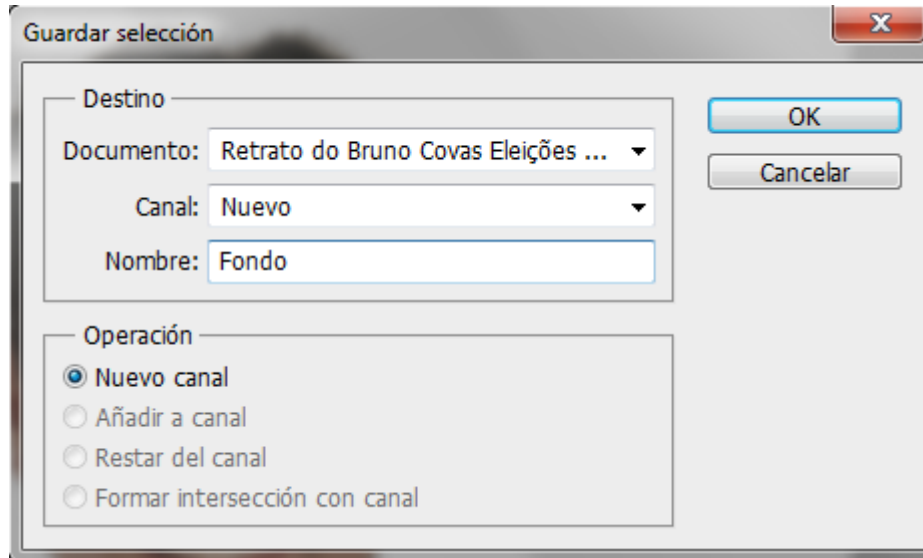 Guardar selección
Destino
Documento: Retrato do Bruno Covas Eleições ...
Canal: Nuevo
Nombre: Fondo
OK
Cancelar
Operación
Nuevo canal
Añadir a canal
Restar del canal
Formar intersección con canal